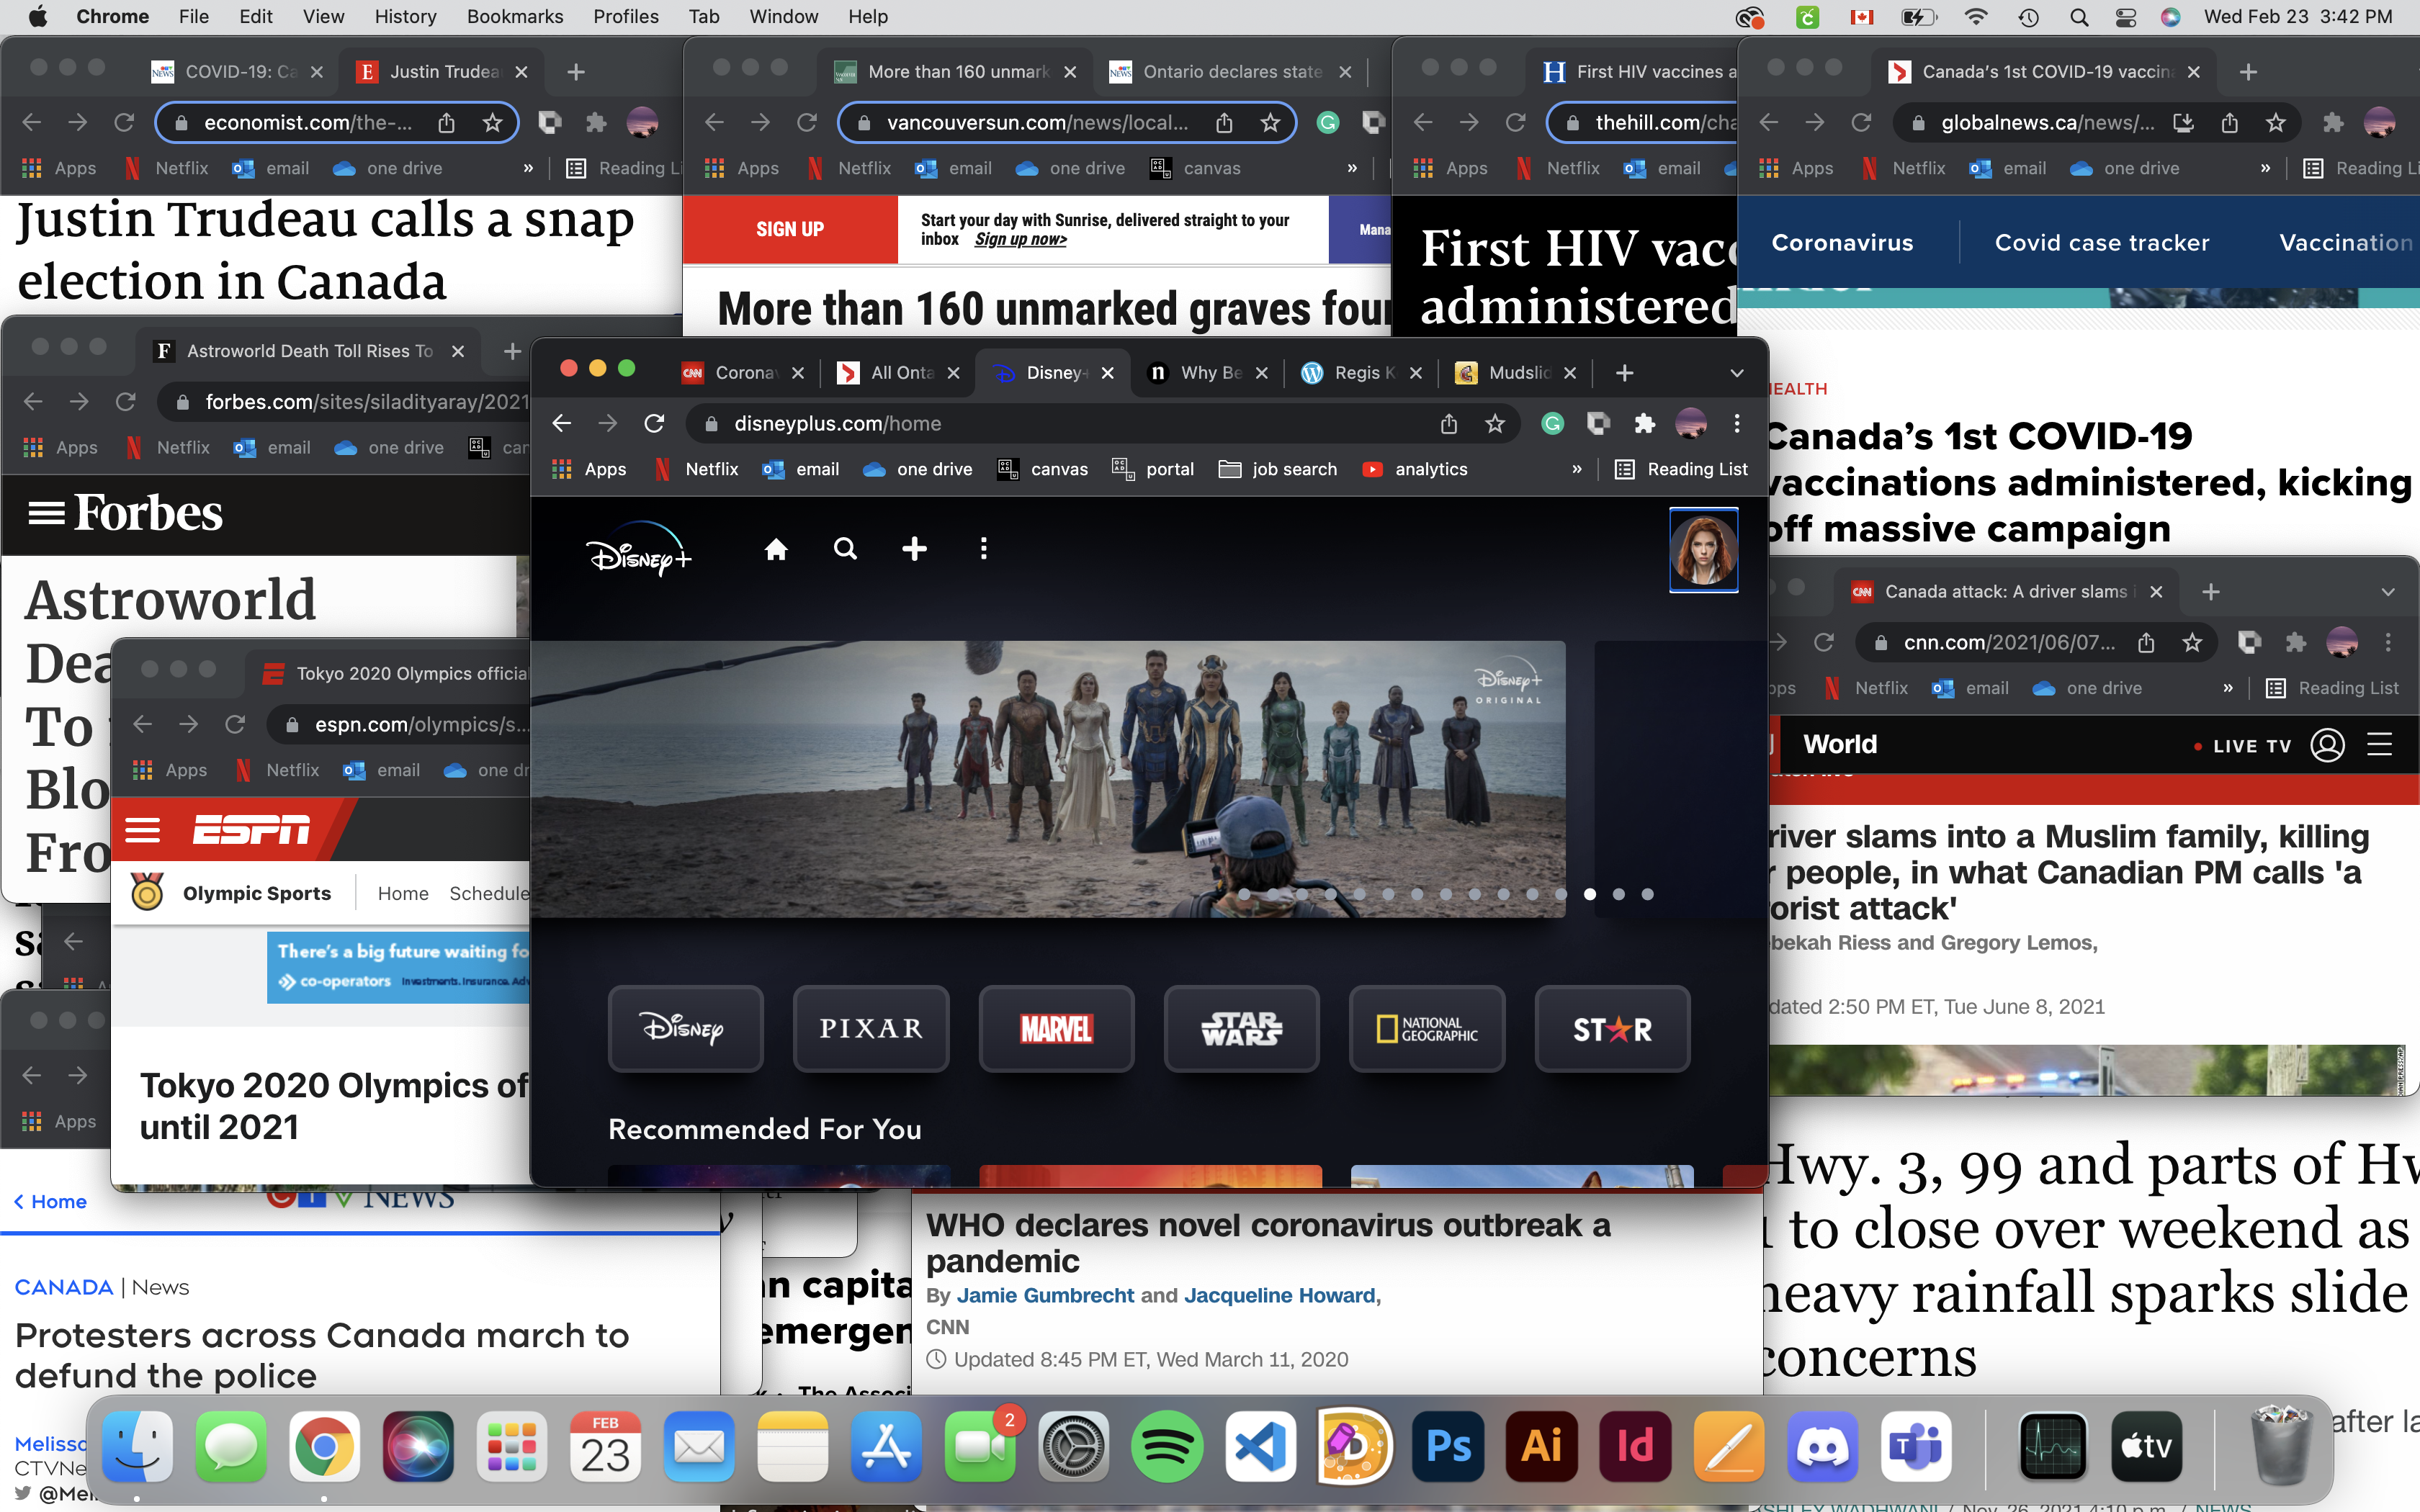 Chrome File Edit View History Bookmarks Profiles Tab Window Help
Wed Feb 23 3:42 PM
COVID-19: Ca
Justin Trudea
economist.com/the-...
Apps Netflix email one drive » Reading Li
Justin Trudeau calls a snap
election in Canada
More than 160 unmark
Ontario declares state
vancouversun.com/news/local...
Apps Netflix email one drive canvas »
SIGN UP
Start your day with Sunrise, delivered straight to your
inbox Sign up now>
Mana
More than 160 unmarked graves four
First HIV vaccines a
thehill.com/cha
Apps Netflix email
First HIV vacc
administered
Canada's 1st COVID-19 vaccin
globalnews.ca/news/...
Apps Netflix email one drive » Reading Li
Coronavirus Covid case tracker Vaccination
HEALTH
Canada's 1st COVID-19
vaccinations administered, kicking
off massive campaign
Astroworld Death Toll Rises To
forbes.com/sites/siladityaray/2021
Apps Netflix email one drive can
Forbes
Astroworld
Dea
To
Blo
Fro
Tokyo 2020 Olympics official
espn.com/olympics/s...
Apps Netflix email one dr
ESPN
Olympic Sports Home Schedule
There's a big future waiting fo
co-operators Investments. Insurance. Adv
Tokyo 2020 Olympics of
until 2021
CNN Coronav
All Onta
Disney+
Why Be
Regis K
Mudslid
disneyplus.com/home
Apps Netflix email one drive canvas portal job search analytics » Reading List
Disney+
Disney+
ORIGINAL
Disney PIXAR MARVEL STAR WARS NATIONAL GEOGRAPHIC STAR
Recommended For You
Canada attack: A driver slams i
cnn.com/2021/06/07...
pps Netflix email one drive » Reading List
World LIVE TV
river slams into a Muslim family, killing
r people, in what Canadian PM calls 'a
rorist attack'
bekah Riess and Gregory Lemos,
dated 2:50 PM ET, Tue June 8, 2021
Apps
Home
CTV NEWS
CANADA | News
Protesters across Canada march to
defund the police
Melissa
CTVNe
@Mel
n capita
emergen
The Associ
WHO declares novel coronavirus outbreak a
pandemic
By Jamie Gumbrecht and Jacqueline Howard,
CNN
Updated 8:45 PM ET, Wed March 11, 2020
Hwy. 3, 99 and parts of Hw
1 to close over weekend as
heavy rainfall sparks slide
concerns
after la
ASHLEY WADHWANI / Nov. 26, 2021 4:10 p.m. / NEWS
FEB
23
2
Ps Ai Id T tv